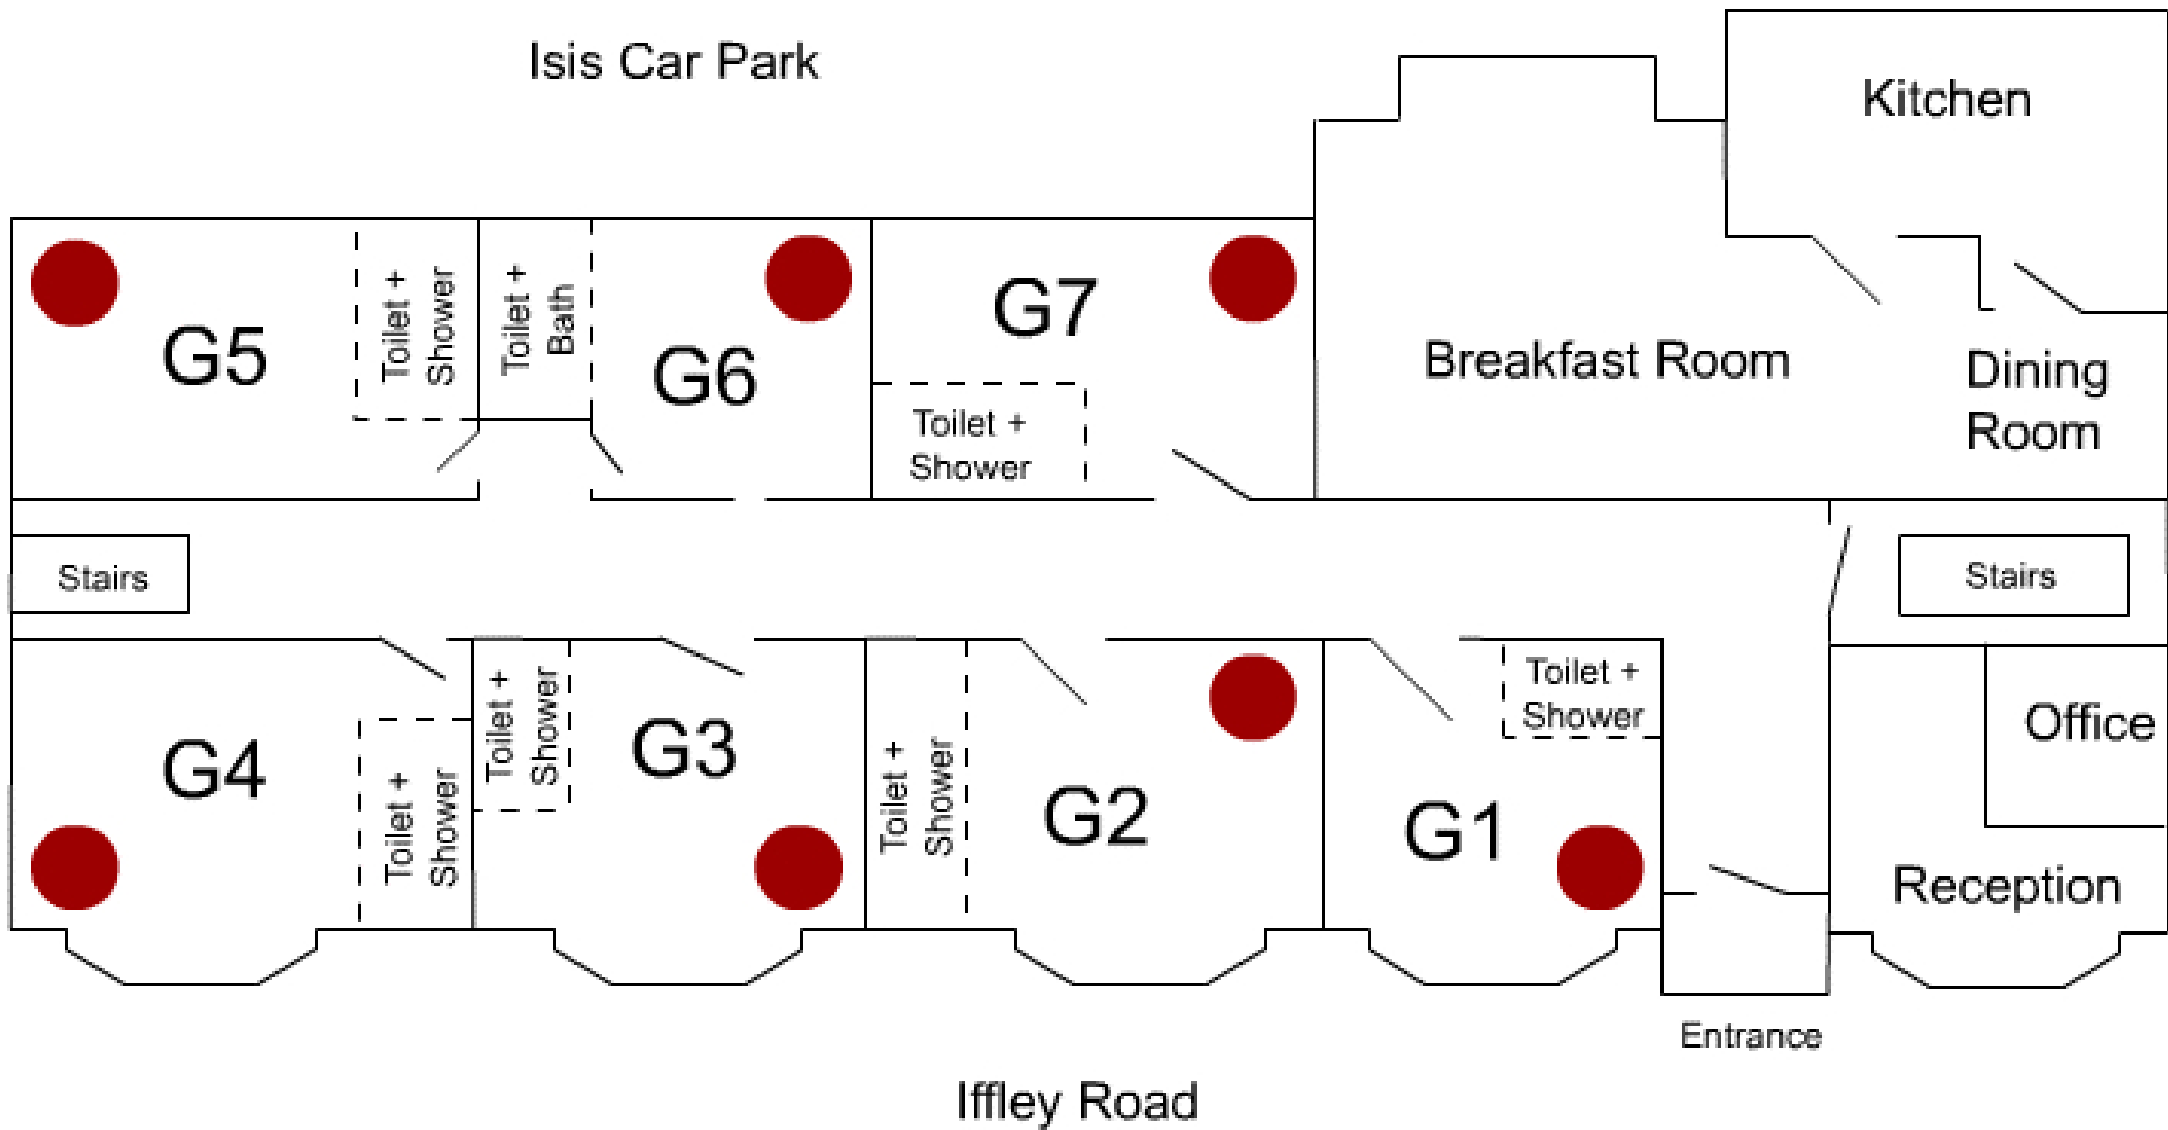 Isis Car Park
Kitchen
G5
Toilet +
Shower
Toilet +
Bath
G6
G7
Toilet +
Shower
Breakfast Room
Dining
Room
Stairs
Stairs
G4
Toilet +
Shower
Toilet +
Shower
G3
Toilet +
Shower
G2
G1
Toilet +
Shower
Office
Reception
Entrance
Iffley Road